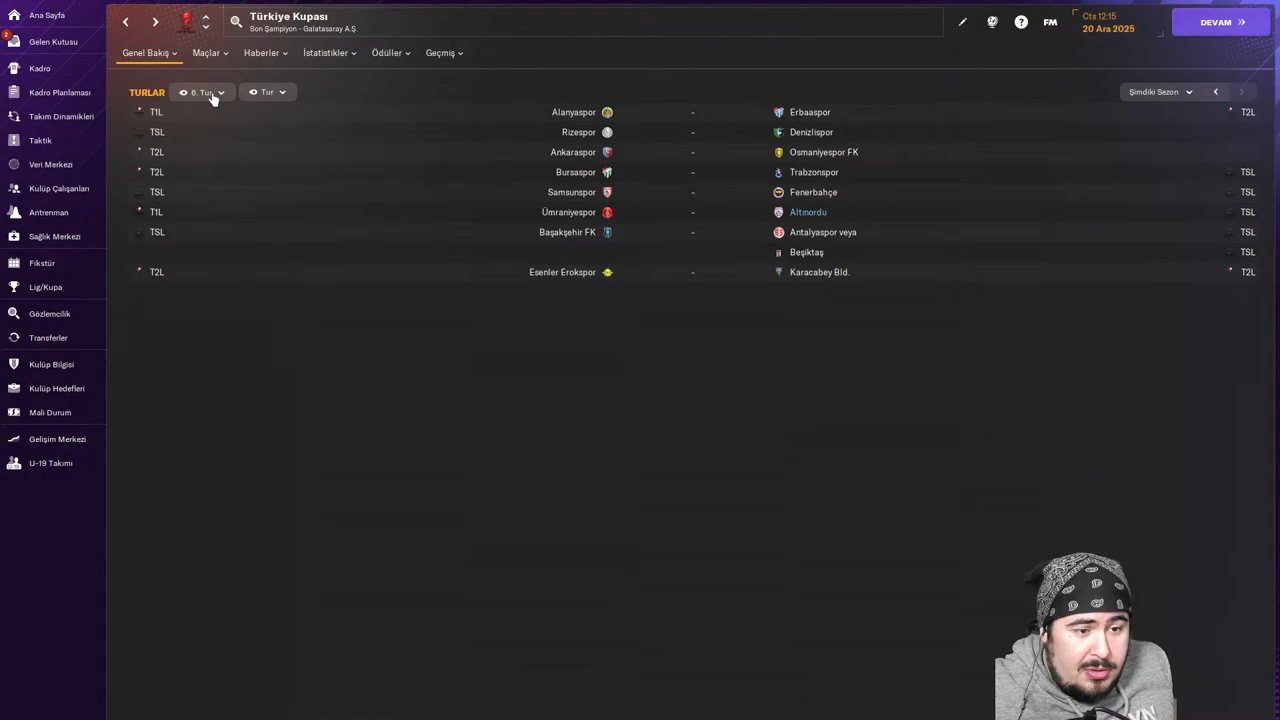 Ana Sayfa
2
Gelen Kutusu
Kadro
Kadro Planlaması
Takım Dinamikleri
Taktik
Veri Merkezi
Kulüp Çalışanları
Antrenman
Sağlık Merkezi
Fikstür
Lig/Kupa
Gözlemcilik
Transferler
Kulüp Bilgisi
Kulüp Hedefleri
Mali Durum
Gelişim Merkezi
U-19 Takımı
Türkiye Kupası
Son Şampiyon - Galatasaray A.Ş.
FM
Cts 12:15
20 Ara 2025
DEVAM
Genel Bakış Maçlar Haberler İstatistikler Ödüller Geçmiş
TURLAR 6. Tur Tur Şimdiki Sezon
T1L Alanyaspor - Erbaaspor T2L
TSL Rizespor - Denizlispor
T2L Ankaraspor - Osmaniyespor FK
T2L Bursaspor - Trabzonspor TSL
TSL Samsunspor - Fenerbahçe TSL
T1L Ümraniyespor - Altınordu TSL
TSL Başakşehir FK - Antalyaspor veya TSL
Beşiktaş TSL
T2L Esenler Erokspor - Karacabey Bld. T2L